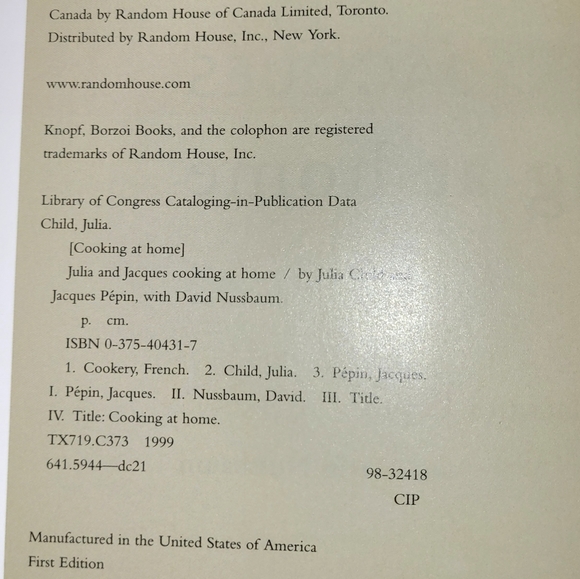 Canada by Random House of Canada Limited, Toronto.
Distributed by Random House, Inc., New York.
www.randomhouse.com
Knopf, Borzoi Books, and the colophon are registered
trademarks of Random House, Inc.
Library of Congress Cataloging-in-Publication Data
Child, Julia.
[Cooking at home]
Julia and Jacques cooking at home / by Julia Child and
Jacques Pépin, with David Nussbaum.
p. cm.
ISBN 0-375-40431-7
1. Cookery, French. 2. Child, Julia. 3. Pépin, Jacques.
I. Pépin, Jacques. II. Nussbaum, David. III. Title.
IV. Title: Cooking at home.
TX719.C373 1999
641.5944—dc21
98-32418
CIP
Manufactured in the United States of America
First Edition